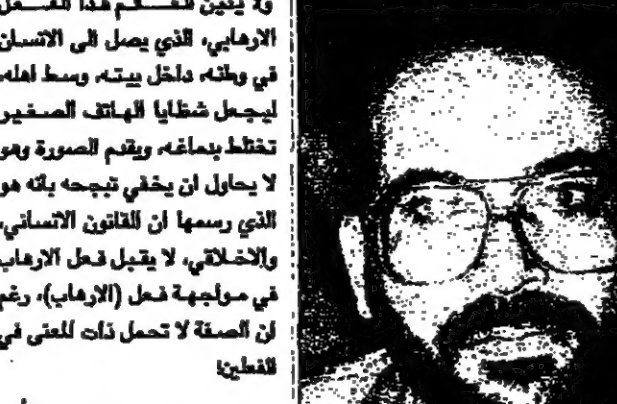 ولا يدين العالم هذا الفعل
الارهابي، الذي يصل الى الانسان
في وطنه، داخل بيته، وسط اهله،
ليجعل شظايا الهاتف الصغير
تختلط بدماغه، ويقدم الصورة وهو
لا يحاول ان يخفي تبجحه بانه هو
الذي رسمها ان القانون الانساني،
والاخلاقي، لا يقبل فعل الارهاب
في مواجهة فعل (الارهاب)، رغم
ان الصفة لا تحمل ذات المعنى في
الفعلين!